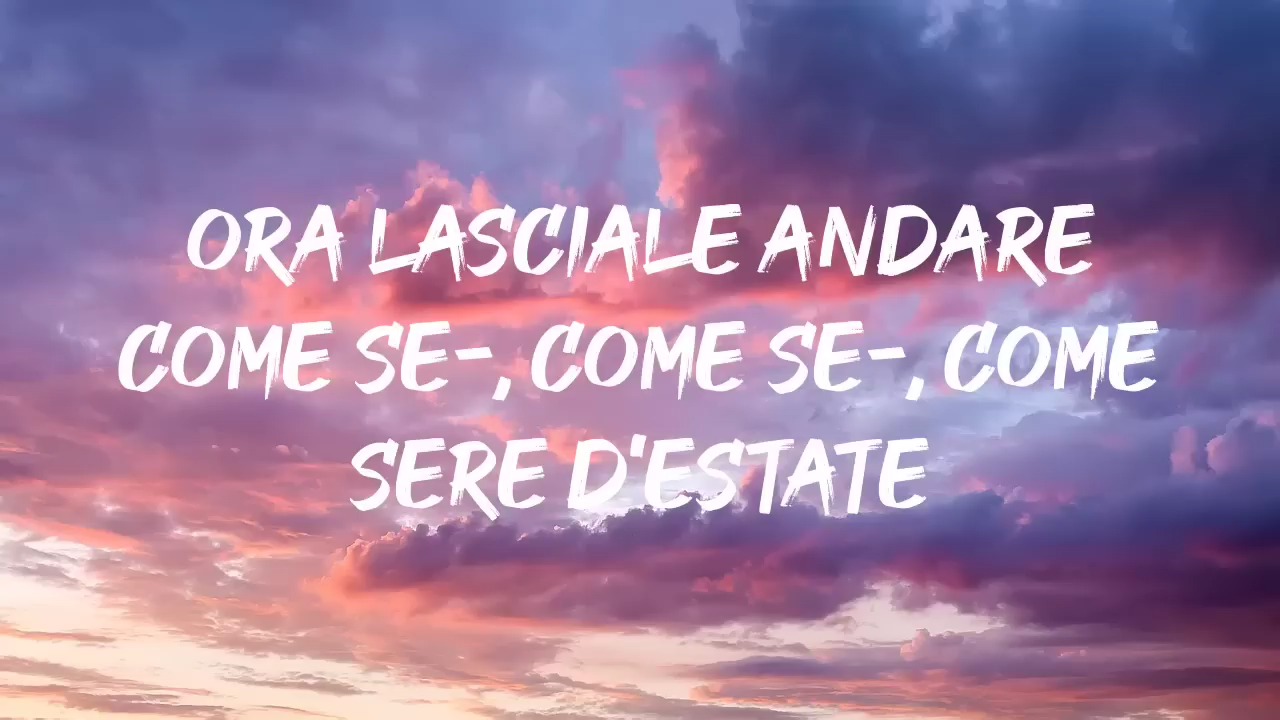 ORA LASCIALE ANDARE
COME SE-, COME SE-, COME
SERE D'ESTATE